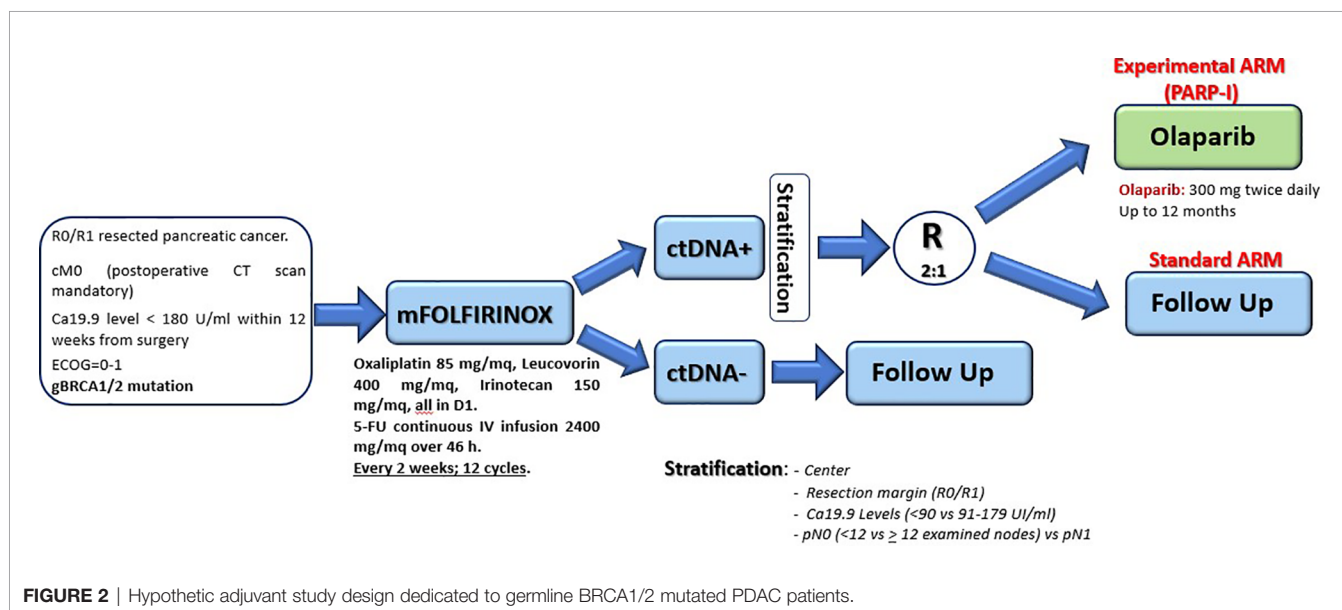 Experimental ARM
(PARP-I)
Olaparib
Olaparib: 300 mg twice daily
Up to 12 months
R0/R1 resected pancreatic cancer.
cM0 (postoperative CT scan
mandatory)
Ca19.9 level < 180 U/ml within 12
weeks from surgery
ECOG=0-1
gBRCA1/2 mutation
mFOLFIRINOX
Oxaliplatin 85 mg/mq, Leucovorin
400 mg/mq, Irinotecan 150
mg/mq, all in D1.
5-FU continuous IV infusion 2400
mg/mq over 46 h.
Every 2 weeks; 12 cycles.
ctDNA+
Stratification
R
2:1
Standard ARM
Follow Up
ctDNA-
Follow Up
Stratification: - Center
- Resection margin (R0/R1)
- Ca19.9 Levels (<90 vs 91-179 UI/ml)
- pN0 (<12 vs ≥ 12 examined nodes) vs pN1
FIGURE 2 | Hypothetic adjuvant study design dedicated to germline BRCA1/2 mutated PDAC patients.